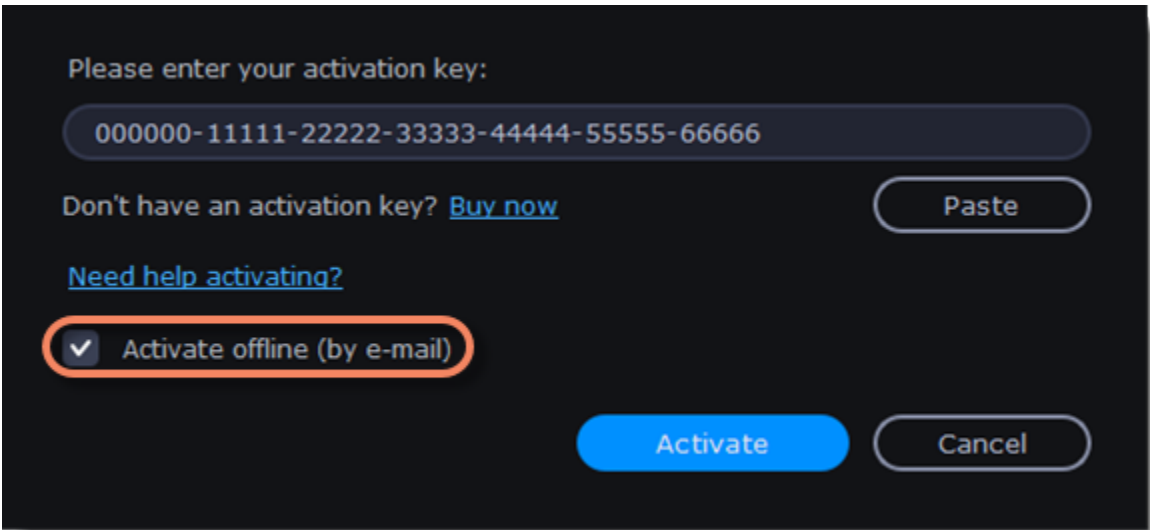 Please enter your activation key:
000000-11111-22222-33333-44444-55555-66666
Don't have an activation key? Buy now
Paste
Need help activating?
Activate offline (by e-mail)
Activate
Cancel